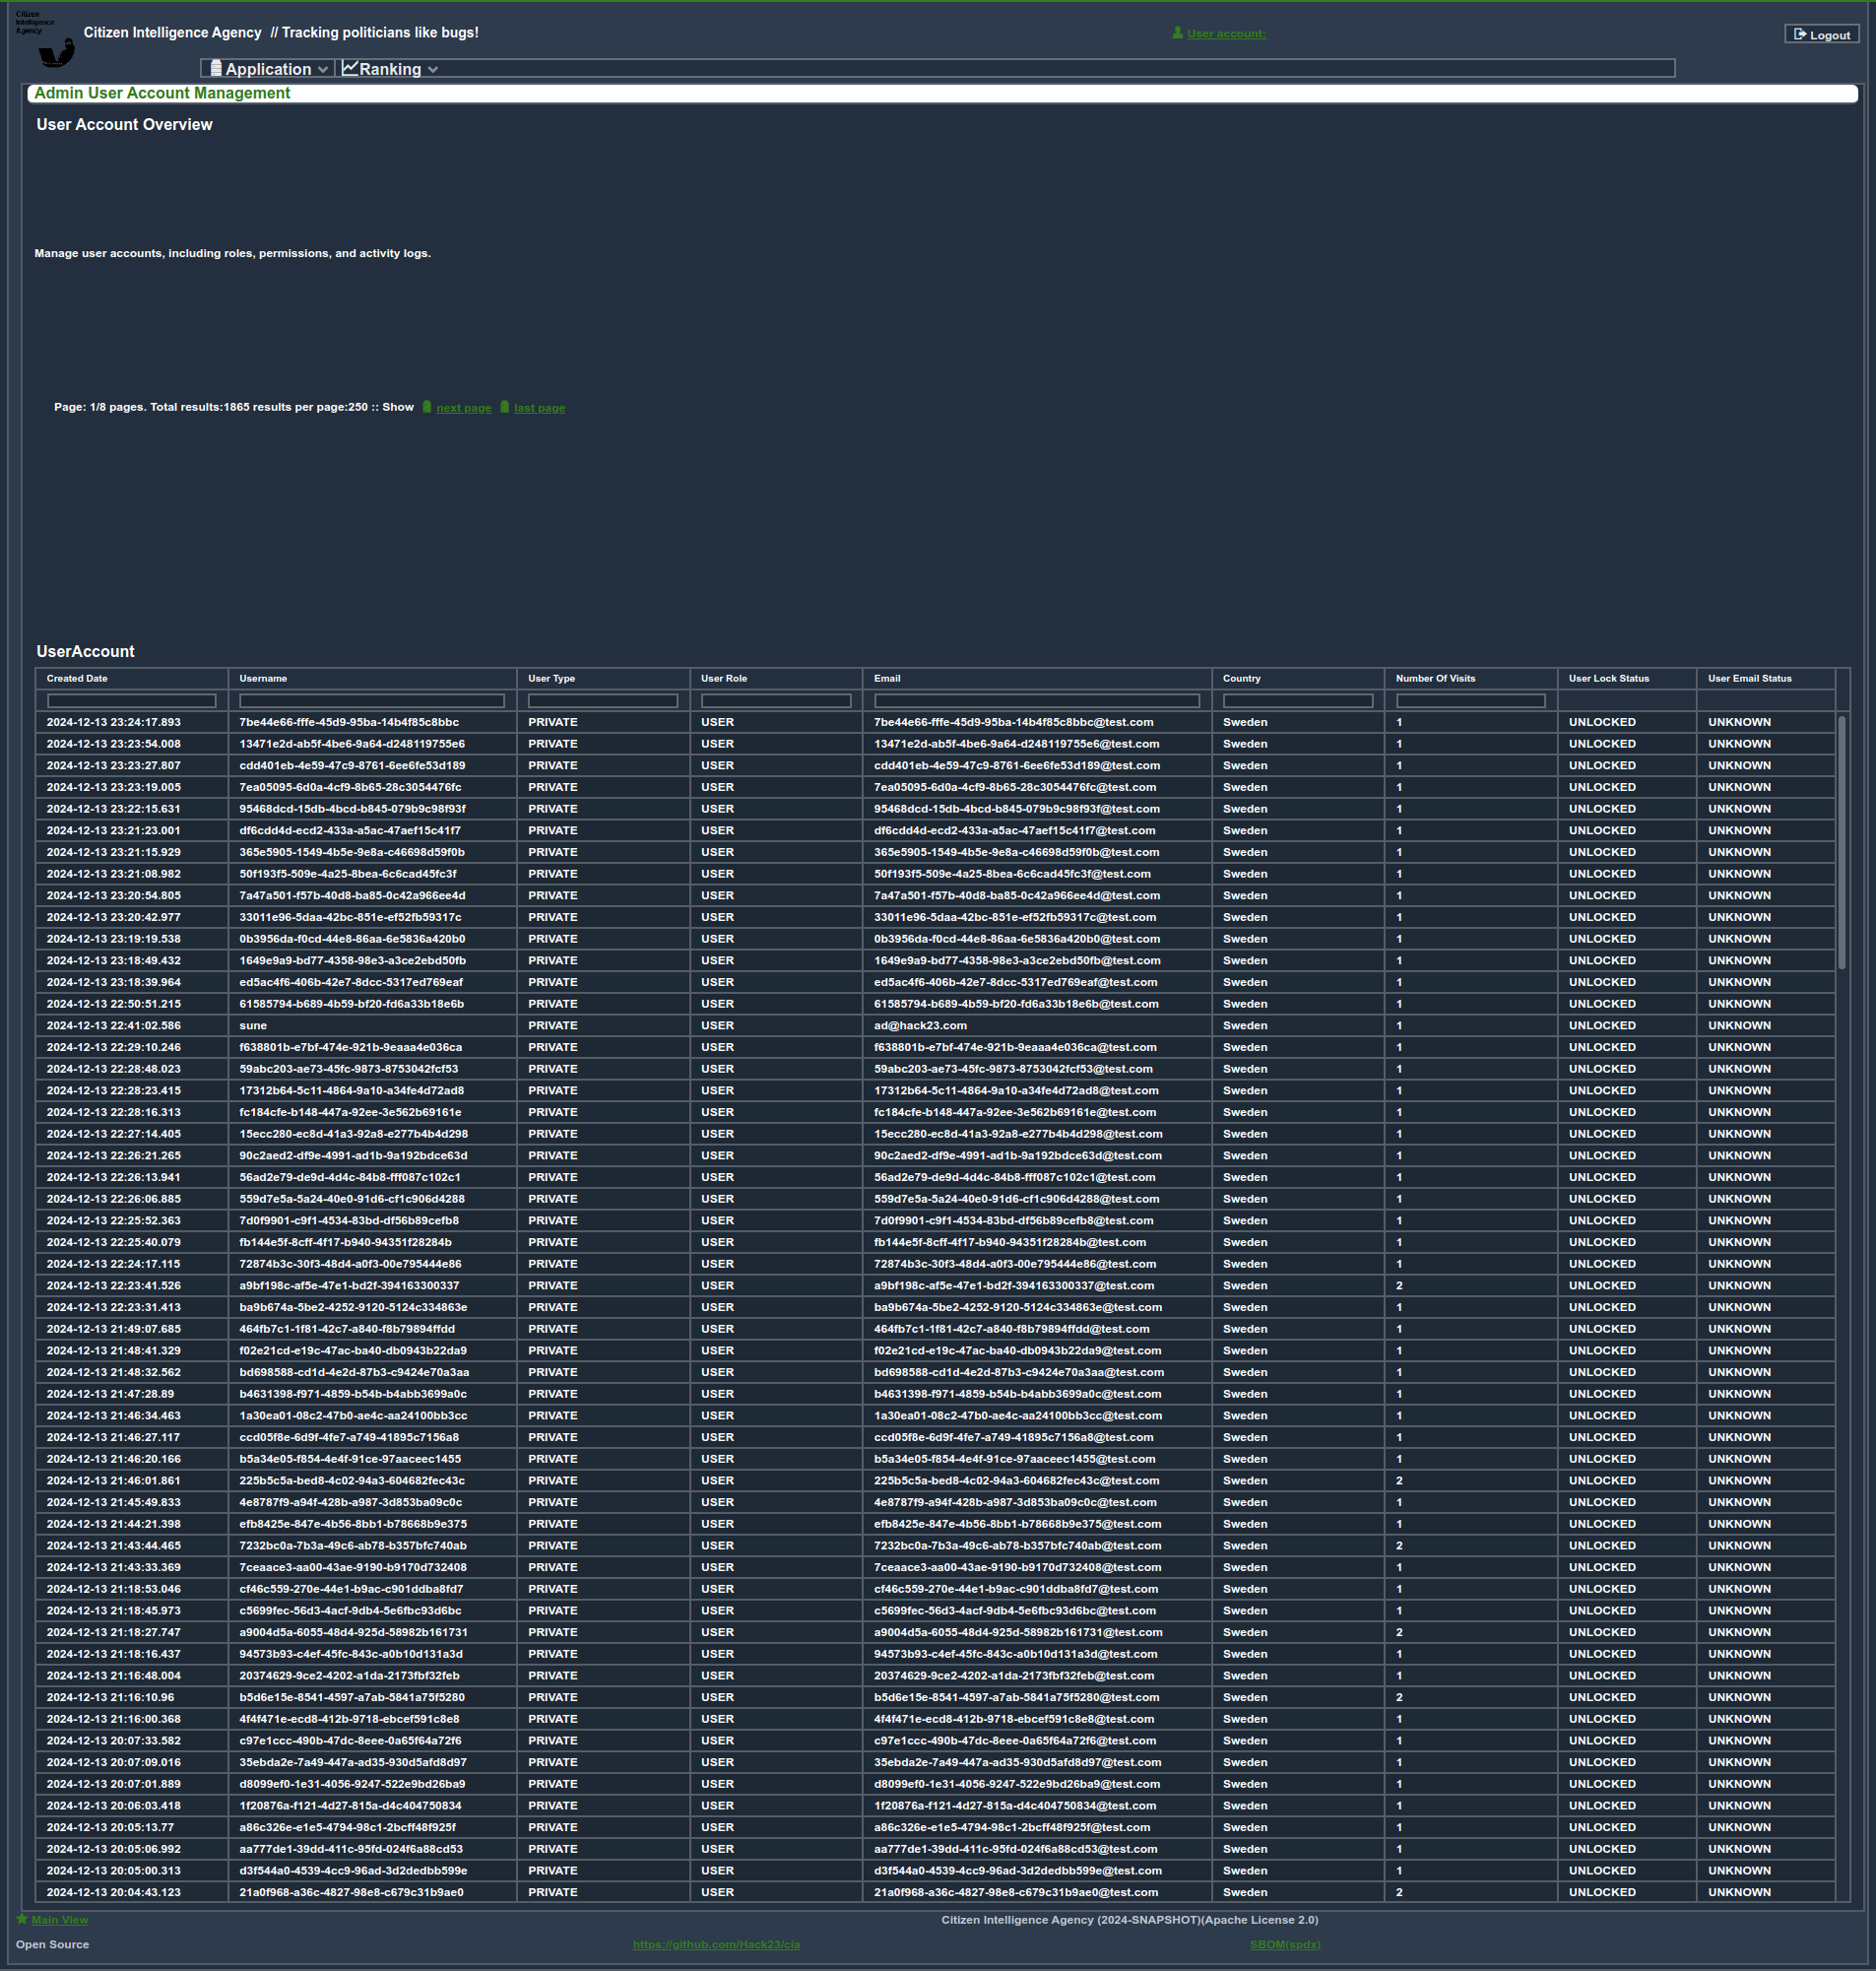 Citizen
Intelligence
Agency
Citizen Intelligence Agency // Tracking politicians like bugs!
User account:
Logout
Application Ranking
Admin User Account Management
User Account Overview
Manage user accounts, including roles, permissions, and activity logs.
Page: 1/8 pages. Total results:1865 results per page:250 :: Show next page last page
UserAccount
Created Date Username User Type User Role Email Country Number Of Visits User Lock Status User Email Status
2024-12-13 23:24:17.893 7be44e66-fffe-45d9-95ba-14b4f85c8bbc PRIVATE USER 7be44e66-fffe-45d9-95ba-14b4f85c8bbc@test.com Sweden 1 UNLOCKED UNKNOWN
2024-12-13 23:23:54.008 13471e2d-ab5f-4be6-9a64-d248119755e6 PRIVATE USER 13471e2d-ab5f-4be6-9a64-d248119755e6@test.com Sweden 1 UNLOCKED UNKNOWN
2024-12-13 23:23:27.807 cdd401eb-4e59-47c9-8761-6ee6fe53d189 PRIVATE USER cdd401eb-4e59-47c9-8761-6ee6fe53d189@test.com Sweden 1 UNLOCKED UNKNOWN
2024-12-13 23:23:19.005 7ea05095-6d0a-4cf9-8b65-28c3054476fc PRIVATE USER 7ea05095-6d0a-4cf9-8b65-28c3054476fc@test.com Sweden 1 UNLOCKED UNKNOWN
2024-12-13 23:22:15.631 95468dcd-15db-4bcd-b845-079b9c98f93f PRIVATE USER 95468dcd-15db-4bcd-b845-079b9c98f93f@test.com Sweden 1 UNLOCKED UNKNOWN
2024-12-13 23:21:23.001 df6cdd4d-ecd2-433a-a5ac-47aef15c41f7 PRIVATE USER df6cdd4d-ecd2-433a-a5ac-47aef15c41f7@test.com Sweden 1 UNLOCKED UNKNOWN
2024-12-13 23:21:15.929 365e5905-1549-4b5e-9e8a-c46698d59f0b PRIVATE USER 365e5905-1549-4b5e-9e8a-c46698d59f0b@test.com Sweden 1 UNLOCKED UNKNOWN
2024-12-13 23:21:08.982 50f193f5-509e-4a25-8bea-6c6cad45fc3f PRIVATE USER 50f193f5-509e-4a25-8bea-6c6cad45fc3f@test.com Sweden 1 UNLOCKED UNKNOWN
2024-12-13 23:20:54.805 7a47a501-f57b-40d8-ba85-0c42a966ee4d PRIVATE USER 7a47a501-f57b-40d8-ba85-0c42a966ee4d@test.com Sweden 1 UNLOCKED UNKNOWN
2024-12-13 23:20:42.977 33011e96-5daa-42bc-851e-ef52fb59317c PRIVATE USER 33011e96-5daa-42bc-851e-ef52fb59317c@test.com Sweden 1 UNLOCKED UNKNOWN
2024-12-13 23:19:19.538 0b3956da-f0cd-44e8-86aa-6e5836a420b0 PRIVATE USER 0b3956da-f0cd-44e8-86aa-6e5836a420b0@test.com Sweden 1 UNLOCKED UNKNOWN
2024-12-13 23:18:49.432 1649e9a9-bd77-4358-98e3-a3ce2ebd50fb PRIVATE USER 1649e9a9-bd77-4358-98e3-a3ce2ebd50fb@test.com Sweden 1 UNLOCKED UNKNOWN
2024-12-13 23:18:39.964 ed5ac4f6-406b-42e7-8dcc-5317ed769eaf PRIVATE USER ed5ac4f6-406b-42e7-8dcc-5317ed769eaf@test.com Sweden 1 UNLOCKED UNKNOWN
2024-12-13 22:50:51.215 61585794-b689-4b59-bf20-fd6a33b18e6b PRIVATE USER 61585794-b689-4b59-bf20-fd6a33b18e6b@test.com Sweden 1 UNLOCKED UNKNOWN
2024-12-13 22:41:02.586 sune PRIVATE USER ad@hack23.com Sweden 1 UNLOCKED UNKNOWN
2024-12-13 22:29:10.246 f638801b-e7bf-474e-921b-9eaaa4e036ca PRIVATE USER f638801b-e7bf-474e-921b-9eaaa4e036ca@test.com Sweden 1 UNLOCKED UNKNOWN
2024-12-13 22:28:48.023 59abc203-ae73-45fc-9873-8753042fcf53 PRIVATE USER 59abc203-ae73-45fc-9873-8753042fcf53@test.com Sweden 1 UNLOCKED UNKNOWN
2024-12-13 22:28:23.415 17312b64-5c11-4864-9a10-a34fe4d72ad8 PRIVATE USER 17312b64-5c11-4864-9a10-a34fe4d72ad8@test.com Sweden 1 UNLOCKED UNKNOWN
2024-12-13 22:28:16.313 fc184cfe-b148-447a-92ee-3e562b69161e PRIVATE USER fc184cfe-b148-447a-92ee-3e562b69161e@test.com Sweden 1 UNLOCKED UNKNOWN
2024-12-13 22:27:14.405 15ecc280-ec8d-41a3-92a8-e277b4b4d298 PRIVATE USER 15ecc280-ec8d-41a3-92a8-e277b4b4d298@test.com Sweden 1 UNLOCKED UNKNOWN
2024-12-13 22:26:21.265 90c2aed2-df9e-4991-ad1b-9a192bdce63d PRIVATE USER 90c2aed2-df9e-4991-ad1b-9a192bdce63d@test.com Sweden 1 UNLOCKED UNKNOWN
2024-12-13 22:26:13.941 56ad2e79-de9d-4d4c-84b8-fff087c102c1 PRIVATE USER 56ad2e79-de9d-4d4c-84b8-fff087c102c1@test.com Sweden 1 UNLOCKED UNKNOWN
2024-12-13 22:26:06.885 559d7e5a-5a24-40e0-91d6-cf1c906d4288 PRIVATE USER 559d7e5a-5a24-40e0-91d6-cf1c906d4288@test.com Sweden 1 UNLOCKED UNKNOWN
2024-12-13 22:25:52.363 7d0f9901-c9f1-4534-83bd-df56b89cefb8 PRIVATE USER 7d0f9901-c9f1-4534-83bd-df56b89cefb8@test.com Sweden 1 UNLOCKED UNKNOWN
2024-12-13 22:25:40.079 fb144e5f-8cff-4f17-b940-94351f28284b PRIVATE USER fb144e5f-8cff-4f17-b940-94351f28284b@test.com Sweden 1 UNLOCKED UNKNOWN
2024-12-13 22:24:17.115 72874b3c-30f3-48d4-a0f3-00e795444e86 PRIVATE USER 72874b3c-30f3-48d4-a0f3-00e795444e86@test.com Sweden 1 UNLOCKED UNKNOWN
2024-12-13 22:23:41.526 a9bf198c-af5e-47e1-bd2f-394163300337 PRIVATE USER a9bf198c-af5e-47e1-bd2f-394163300337@test.com Sweden 2 UNLOCKED UNKNOWN
2024-12-13 22:23:31.413 ba9b674a-5be2-4252-9120-5124c334863e PRIVATE USER ba9b674a-5be2-4252-9120-5124c334863e@test.com Sweden 1 UNLOCKED UNKNOWN
2024-12-13 21:49:07.685 464fb7c1-1f81-42c7-a840-f8b79894ffdd PRIVATE USER 464fb7c1-1f81-42c7-a840-f8b79894ffdd@test.com Sweden 1 UNLOCKED UNKNOWN
2024-12-13 21:48:41.329 f02e21cd-e19c-47ac-ba40-db0943b22da9 PRIVATE USER f02e21cd-e19c-47ac-ba40-db0943b22da9@test.com Sweden 1 UNLOCKED UNKNOWN
2024-12-13 21:48:32.562 bd698588-cd1d-4e2d-87b3-c9424e70a3aa PRIVATE USER bd698588-cd1d-4e2d-87b3-c9424e70a3aa@test.com Sweden 1 UNLOCKED UNKNOWN
2024-12-13 21:47:28.89 b4631398-f971-4859-b54b-b4abb3699a0c PRIVATE USER b4631398-f971-4859-b54b-b4abb3699a0c@test.com Sweden 1 UNLOCKED UNKNOWN
2024-12-13 21:46:34.463 1a30ea01-08c2-47b0-ae4c-aa24100bb3cc PRIVATE USER 1a30ea01-08c2-47b0-ae4c-aa24100bb3cc@test.com Sweden 1 UNLOCKED UNKNOWN
2024-12-13 21:46:27.117 ccd05f8e-6d9f-4fe7-a749-41895c7156a8 PRIVATE USER ccd05f8e-6d9f-4fe7-a749-41895c7156a8@test.com Sweden 1 UNLOCKED UNKNOWN
2024-12-13 21:46:20.166 b5a34e05-f854-4e4f-91ce-97aaceec1455 PRIVATE USER b5a34e05-f854-4e4f-91ce-97aaceec1455@test.com Sweden 1 UNLOCKED UNKNOWN
2024-12-13 21:46:01.861 225b5c5a-bed8-4c02-94a3-604682fec43c PRIVATE USER 225b5c5a-bed8-4c02-94a3-604682fec43c@test.com Sweden 2 UNLOCKED UNKNOWN
2024-12-13 21:45:49.833 4e8787f9-a94f-428b-a987-3d853ba09c0c PRIVATE USER 4e8787f9-a94f-428b-a987-3d853ba09c0c@test.com Sweden 1 UNLOCKED UNKNOWN
2024-12-13 21:44:21.398 efb8425e-847e-4b56-8bb1-b78668b9e375 PRIVATE USER efb8425e-847e-4b56-8bb1-b78668b9e375@test.com Sweden 1 UNLOCKED UNKNOWN
2024-12-13 21:43:44.465 7232bc0a-7b3a-49c6-ab78-b357bfc740ab PRIVATE USER 7232bc0a-7b3a-49c6-ab78-b357bfc740ab@test.com Sweden 2 UNLOCKED UNKNOWN
2024-12-13 21:43:33.369 7ceaace3-aa00-43ae-9190-b9170d732408 PRIVATE USER 7ceaace3-aa00-43ae-9190-b9170d732408@test.com Sweden 1 UNLOCKED UNKNOWN
2024-12-13 21:18:53.046 cf46c559-270e-44e1-b9ac-c901ddba8fd7 PRIVATE USER cf46c559-270e-44e1-b9ac-c901ddba8fd7@test.com Sweden 1 UNLOCKED UNKNOWN
2024-12-13 21:18:45.973 c5699fec-56d3-4acf-9db4-5e6fbc93d6bc PRIVATE USER c5699fec-56d3-4acf-9db4-5e6fbc93d6bc@test.com Sweden 1 UNLOCKED UNKNOWN
2024-12-13 21:18:27.747 a9004d5a-6055-48d4-925d-58982b161731 PRIVATE USER a9004d5a-6055-48d4-925d-58982b161731@test.com Sweden 2 UNLOCKED UNKNOWN
2024-12-13 21:18:16.437 94573b93-c4ef-45fc-843c-a0b10d131a3d PRIVATE USER 94573b93-c4ef-45fc-843c-a0b10d131a3d@test.com Sweden 1 UNLOCKED UNKNOWN
2024-12-13 21:16:48.004 20374629-9ce2-4202-a1da-2173fbf32feb PRIVATE USER 20374629-9ce2-4202-a1da-2173fbf32feb@test.com Sweden 1 UNLOCKED UNKNOWN
2024-12-13 21:16:10.96 b5d6e15e-8541-4597-a7ab-5841a75f5280 PRIVATE USER b5d6e15e-8541-4597-a7ab-5841a75f5280@test.com Sweden 2 UNLOCKED UNKNOWN
2024-12-13 21:16:00.368 4f4f471e-ecd8-412b-9718-ebcef591c8e8 PRIVATE USER 4f4f471e-ecd8-412b-9718-ebcef591c8e8@test.com Sweden 1 UNLOCKED UNKNOWN
2024-12-13 20:07:33.582 c97e1ccc-490b-47dc-8eee-0a65f64a72f6 PRIVATE USER c97e1ccc-490b-47dc-8eee-0a65f64a72f6@test.com Sweden 1 UNLOCKED UNKNOWN
2024-12-13 20:07:09.016 35ebda2e-7a49-447a-ad35-930d5afd8d97 PRIVATE USER 35ebda2e-7a49-447a-ad35-930d5afd8d97@test.com Sweden 1 UNLOCKED UNKNOWN
2024-12-13 20:07:01.889 d8099ef0-1e31-4056-9247-522e9bd26ba9 PRIVATE USER d8099ef0-1e31-4056-9247-522e9bd26ba9@test.com Sweden 1 UNLOCKED UNKNOWN
2024-12-13 20:06:03.418 1f20876a-f121-4d27-815a-d4c404750834 PRIVATE USER 1f20876a-f121-4d27-815a-d4c404750834@test.com Sweden 1 UNLOCKED UNKNOWN
2024-12-13 20:05:13.77 a86c326e-e1e5-4794-98c1-2bcff48f925f PRIVATE USER a86c326e-e1e5-4794-98c1-2bcff48f925f@test.com Sweden 1 UNLOCKED UNKNOWN
2024-12-13 20:05:06.992 aa777de1-39dd-411c-95fd-024f6a88cd53 PRIVATE USER aa777de1-39dd-411c-95fd-024f6a88cd53@test.com Sweden 1 UNLOCKED UNKNOWN
2024-12-13 20:05:00.313 d3f544a0-4539-4cc9-96ad-3d2dedbb599e PRIVATE USER d3f544a0-4539-4cc9-96ad-3d2dedbb599e@test.com Sweden 1 UNLOCKED UNKNOWN
2024-12-13 20:04:43.123 21a0f968-a36c-4827-98e8-c679c31b9ae0 PRIVATE USER 21a0f968-a36c-4827-98e8-c679c31b9ae0@test.com Sweden 2 UNLOCKED UNKNOWN
Main View Citizen Intelligence Agency (2024-SNAPSHOT)(Apache License 2.0)
Open Source https://github.com/Hack23/cia SBOM(spdx)